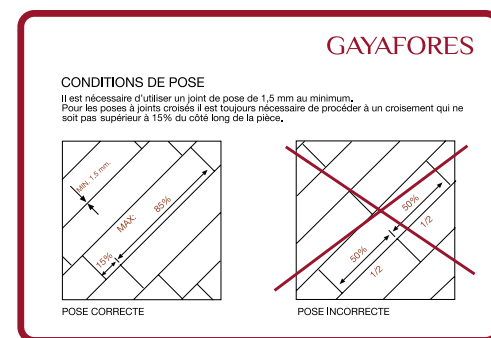 GAYAFORES
CONDITIONS DE POSE
Il est nécessaire d'utiliser un joint de pose de 1,5 mm au minimum.
Pour les poses à joints croisés il est toujours nécessaire de procéder à un croisement qui ne
soit pas supérieur à 15% du côté long de la pièce.
MIN. 1,5 mm.
MAX:
85%
15%
POSE CORRECTE
50%
1/2
50%
1/2
POSE INCORRECTE